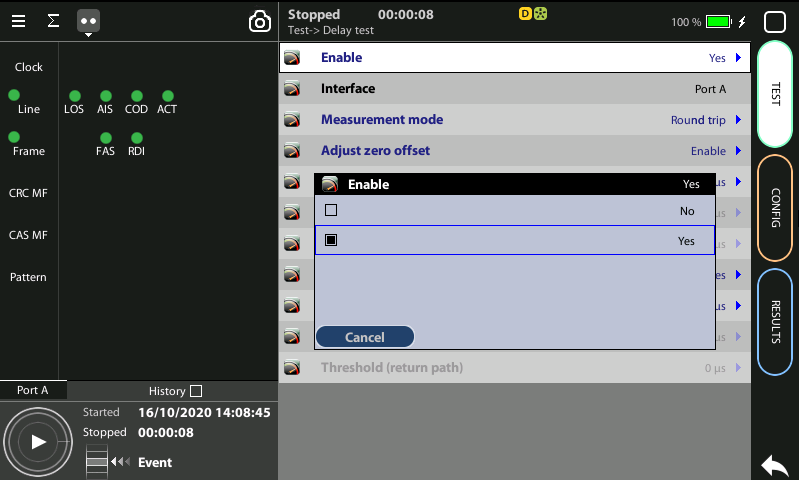 Stopped 00:00:08
D
100 %
Test-> Delay test
Clock
Line
LOS AIS COD ACT
Frame
FAS RDI
CRC MF
CAS MF
Pattern
Port A
History
Started 16/10/2020 14:08:45
Stopped 00:00:08
Event
Enable Yes
Interface Port A
Measurement mode Round trip
Adjust zero offset Enable
µs
µs
µs
es
µs
µs
Enable Yes
No
Yes
Cancel
Threshold (return path) 0 µs
TEST
CONFIG
RESULTS